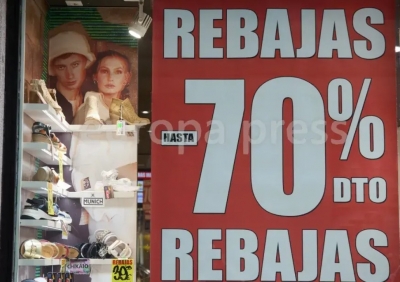 REBAJAS
HASTA
70%
DTO
REBAJAS
MUNICH
europa press